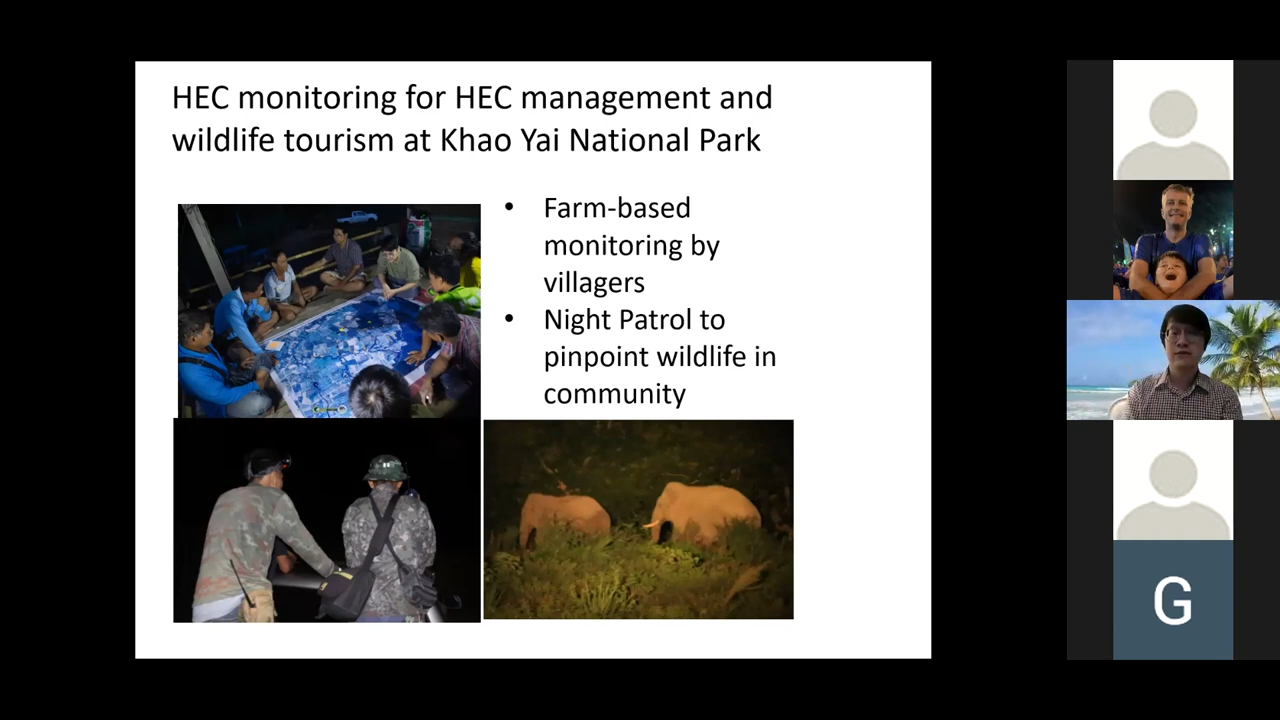 HEC monitoring for HEC management and
wildlife tourism at Khao Yai National Park
• Farm-based
monitoring by
villagers
• Night Patrol to
pinpoint wildlife in
community
G